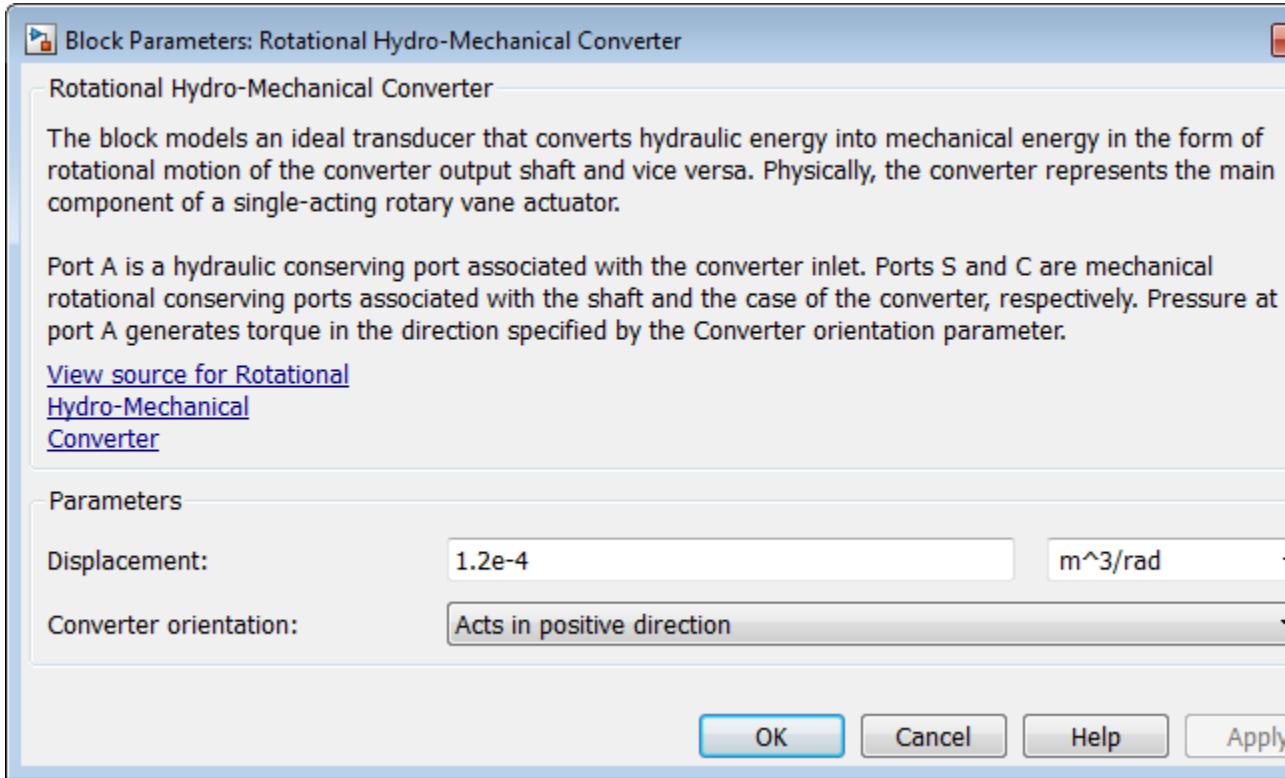 Block Parameters: Rotational Hydro-Mechanical Converter
Rotational Hydro-Mechanical Converter
The block models an ideal transducer that converts hydraulic energy into mechanical energy in the form of
rotational motion of the converter output shaft and vice versa. Physically, the converter represents the main
component of a single-acting rotary vane actuator.
Port A is a hydraulic conserving port associated with the converter inlet. Ports S and C are mechanical
rotational conserving ports associated with the shaft and the case of the converter, respectively. Pressure at
port A generates torque in the direction specified by the Converter orientation parameter.
View source for Rotational
Hydro-Mechanical
Converter
Parameters
Displacement: 1.2e-4 m^3/rad
Converter orientation: Acts in positive direction
OK Cancel Help Apply